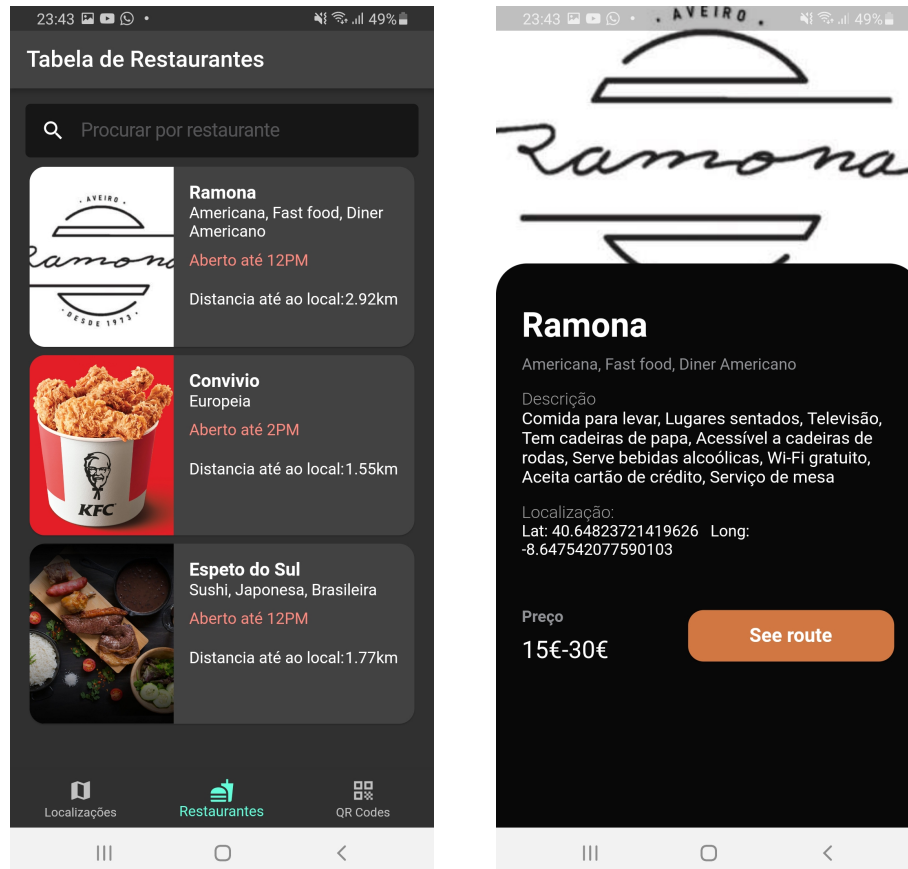 23:43 49%
Tabela de Restaurantes
Procurar por restaurante
· AVEIRO ·
Ramona
· DESDE 1973 ·
Ramona
Americana, Fast food, Diner
Americano
Aberto até 12PM
Distancia até ao local:2.92km
KFC
Convivio
Europeia
Aberto até 2PM
Distancia até ao local:1.55km
Espeto do Sul
Sushi, Japonesa, Brasileira
Aberto até 12PM
Distancia até ao local:1.77km
Localizações
Restaurantes
QR Codes
23:43 49%
. AVEIRO .
Ramona
Ramona
Americana, Fast food, Diner Americano
Descrição
Comida para levar, Lugares sentados, Televisão,
Tem cadeiras de papa, Acessível a cadeiras de
rodas, Serve bebidas alcoólicas, Wi-Fi gratuito,
Aceita cartão de crédito, Serviço de mesa
Localização:
Lat: 40.64823721419626 Long:
-8.647542077590103
Preço
15€-30€
See route